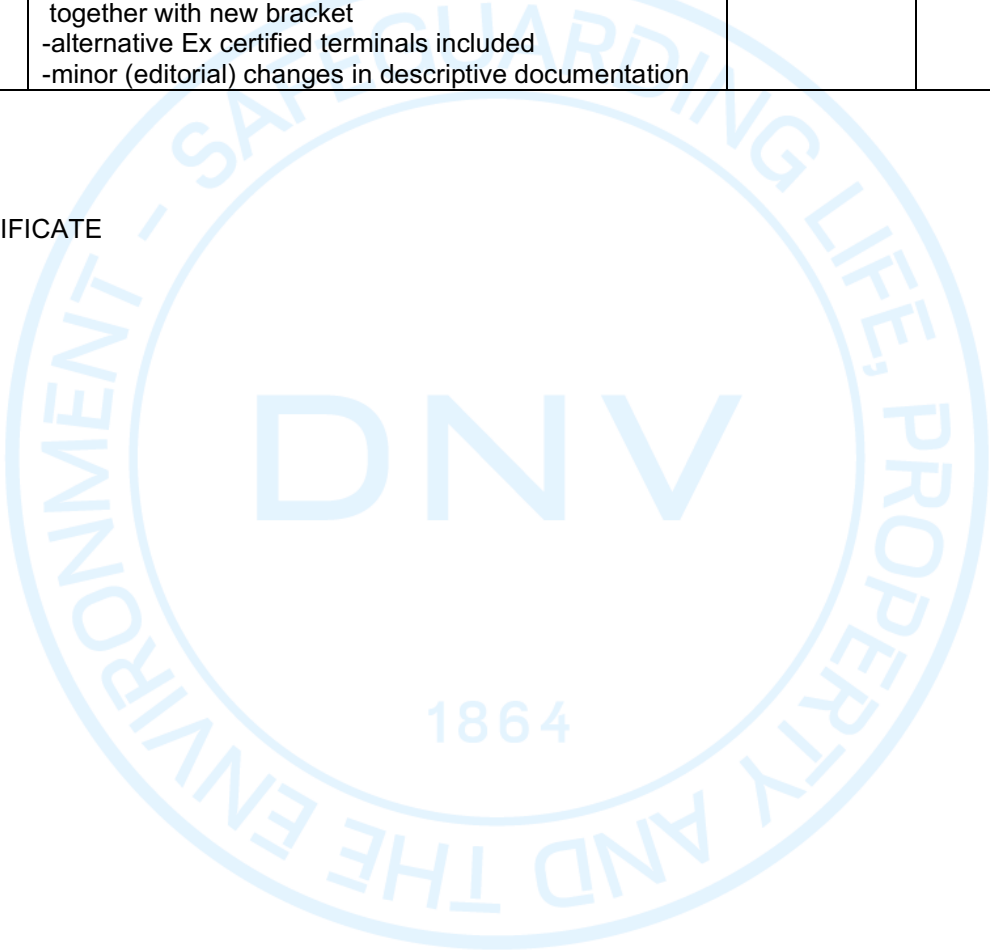 together with new bracket
-alternative Ex certified terminals included
-minor (editorial) changes in descriptive documentation
IFICATE
SAFEGUARDING LIFE, PROPERTY AND THE ENVIRONMENT –
DNV
1864